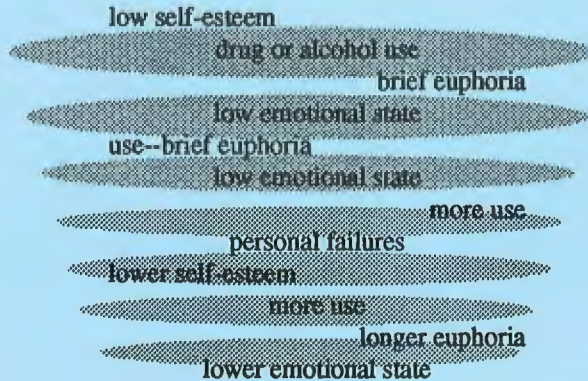 low self-esteem
drug or alcohol use
brief euphoria
low emotional state
use--brief euphoria
low emotional state
more use
personal failures
lower self-esteem
more use
longer euphoria
lower emotional state